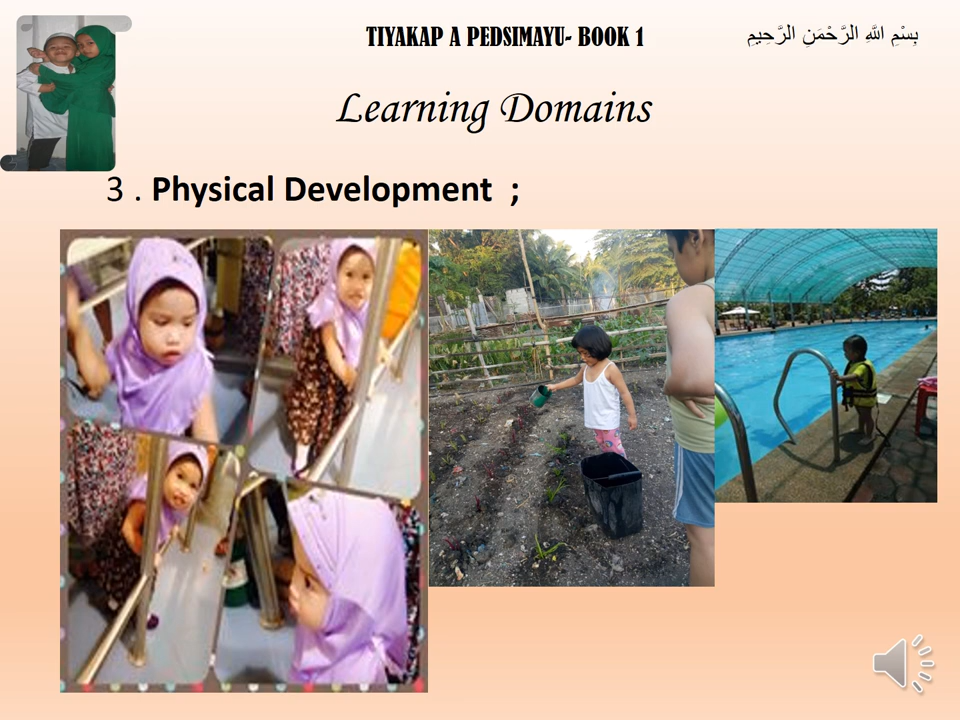 TIYAKAP A PEDSIMAYU- BOOK 1
بِسْمِ اللَّهِ الرَّحْمَنِ الرَّحِيمِ
Learning Domains
3 . Physical Development ;